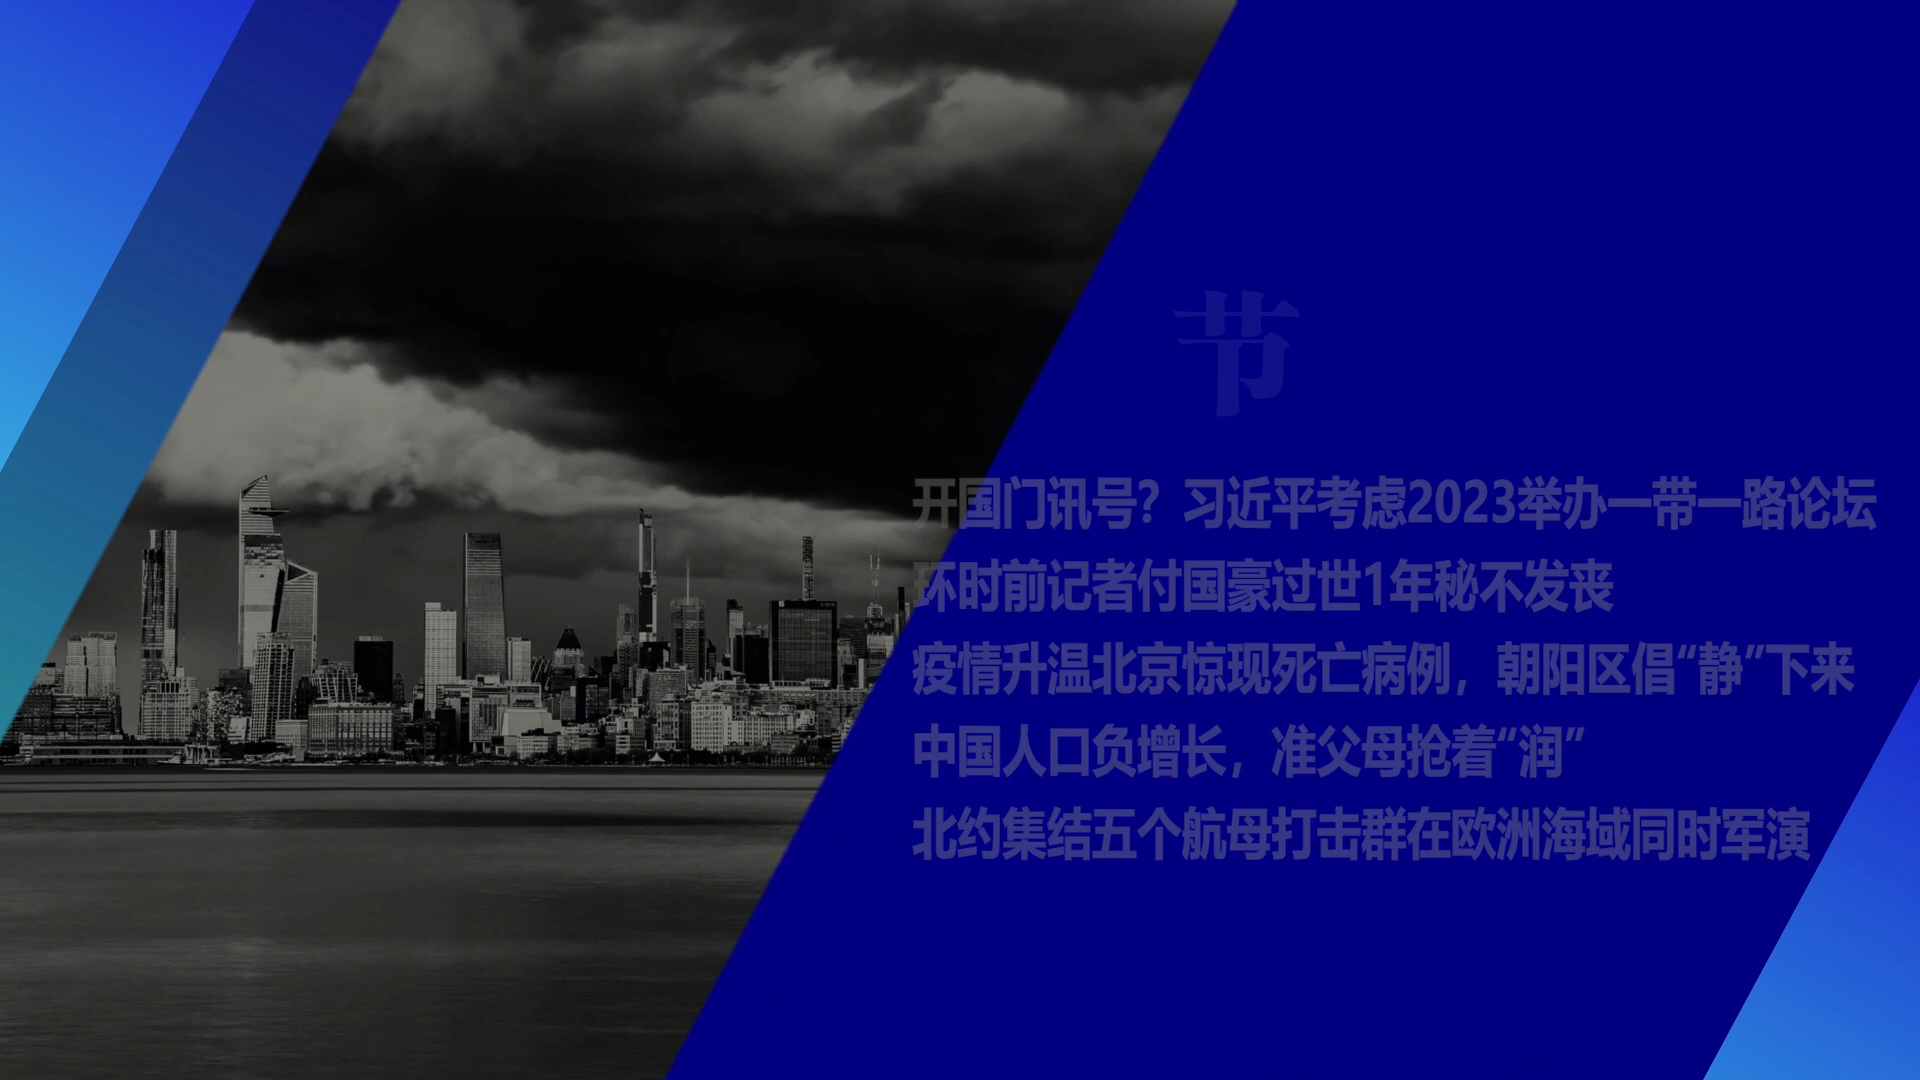 节
开国门讯号？习近平考虑2023举办一带一路论坛
环时前记者付国豪过世1年秘不发丧
疫情升温北京惊现死亡病例，朝阳区倡“静”下来
中国人口负增长，准父母抢着“润”
北约集结五个航母打击群在欧洲海域同时军演